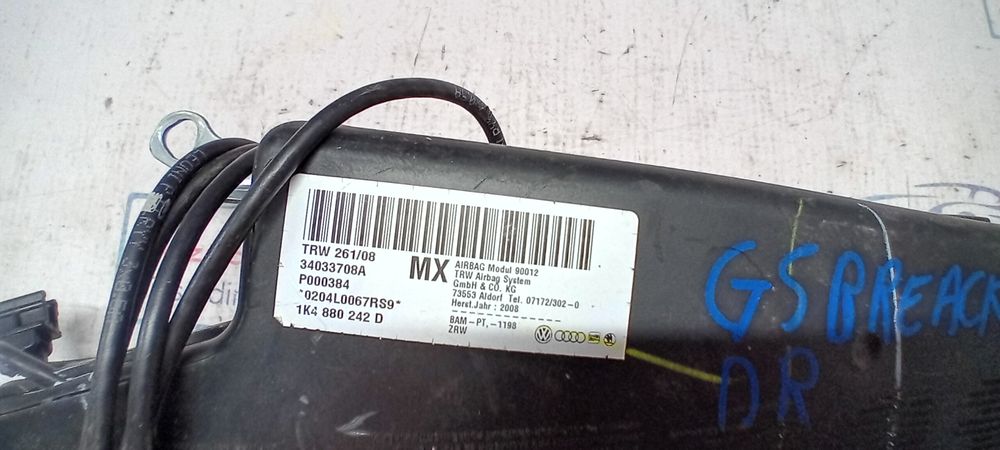 TRW 261/08
34033708A
P000384
*0204L0067RS9*
1K4 880 242 D
MX
AIRBAG Modul 90012
TRW Airbag System
GmbH & CO. KG
73553 Aldorf Tel. 07172/302-0
Herst.Jahr : 2008
BAM-PT,-1198
ZRW
GS BREACK
DR